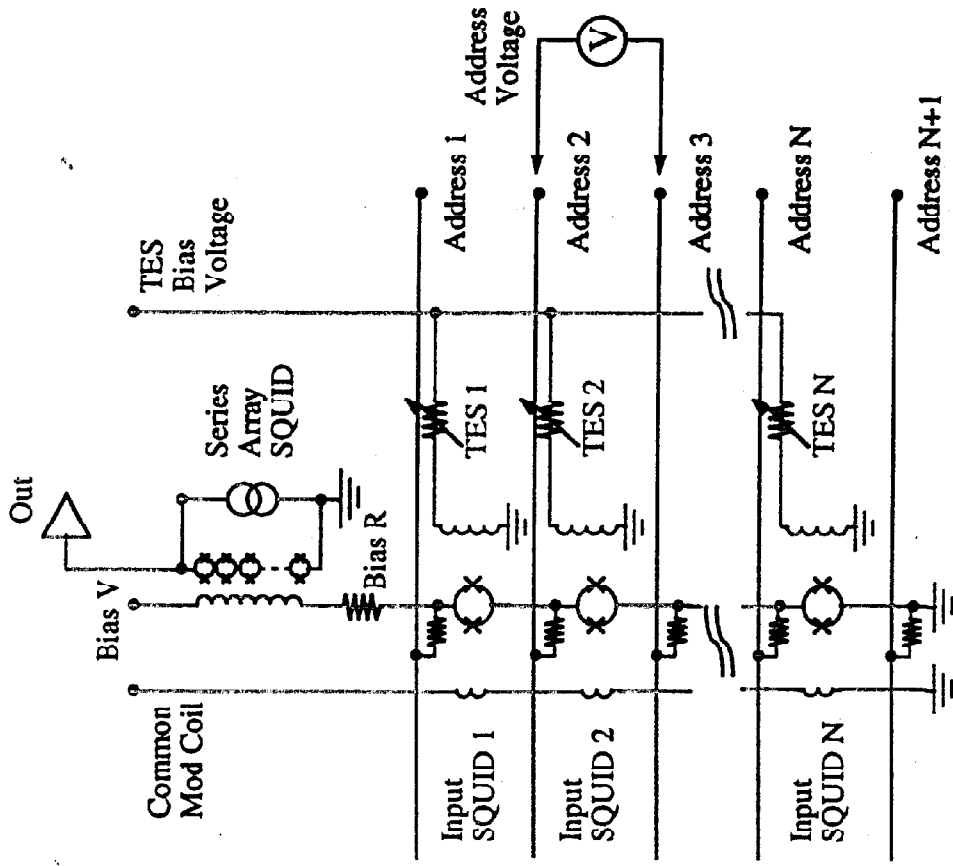 Out
Series
Array
SQUID
TES
Bias
Voltage
Address
Voltage
V
Bias V
Bias R
Common
Mod Coil
TES 1
TES 2
TES N
Address 1
Address 2
Address 3
Address N
Address N+1
Input
SQUID 1
Input
SQUID 2
Input
SQUID N